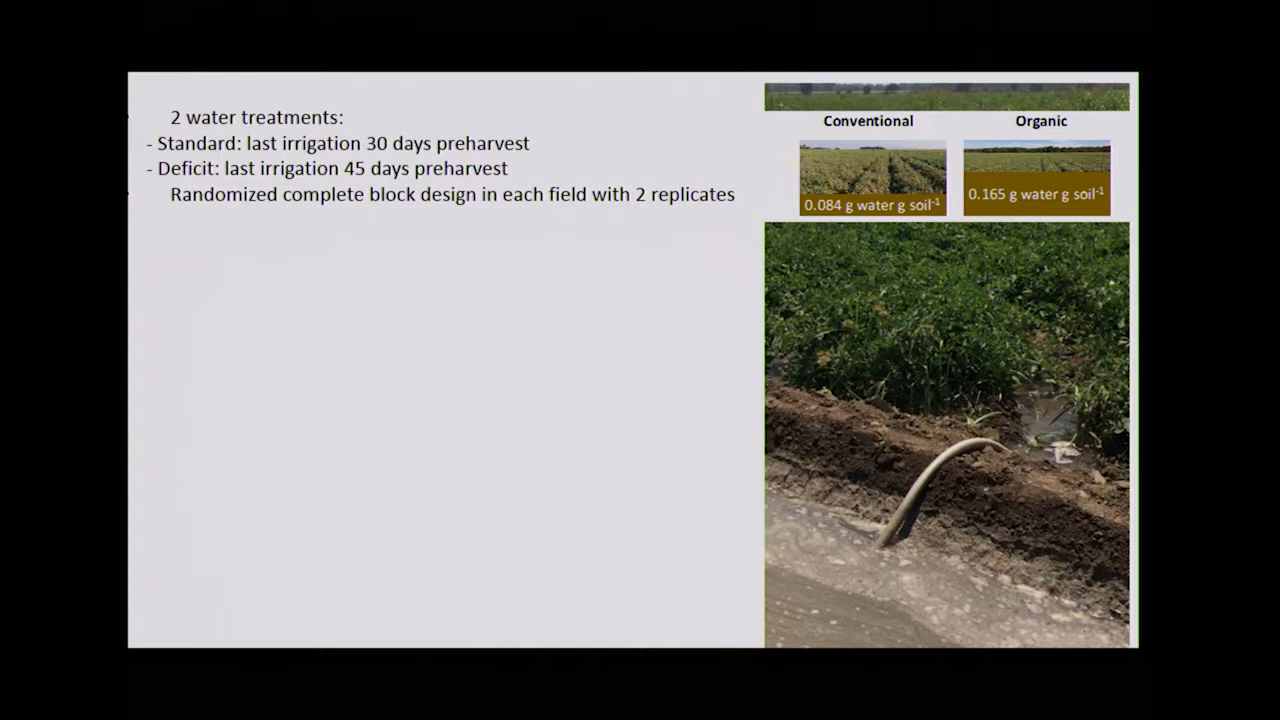 2 water treatments:
- Standard: last irrigation 30 days preharvest
- Deficit: last irrigation 45 days preharvest
Randomized complete block design in each field with 2 replicates
Conventional
Organic
0.084 g water g soil⁻¹
0.165 g water g soil⁻¹